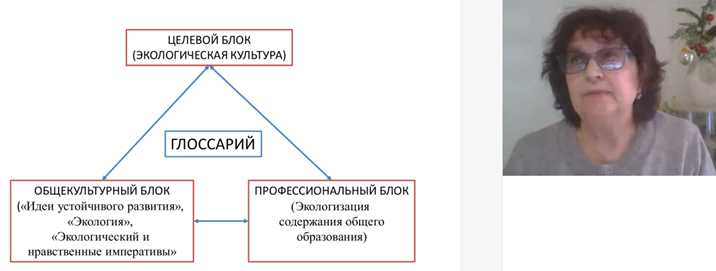 ЦЕЛЕВОЙ БЛОК
(ЭКОЛОГИЧЕСКАЯ КУЛЬТУРА)
ГЛОССАРИЙ
ОБЩЕКУЛЬТУРНЫЙ БЛОК
(«Идеи устойчивого развития»,
«Экология»,
«Экологический и
нравственные императивы»
ПРОФЕССИОНАЛЬНЫЙ БЛОК
(Экологизация
содержания общего
образования)